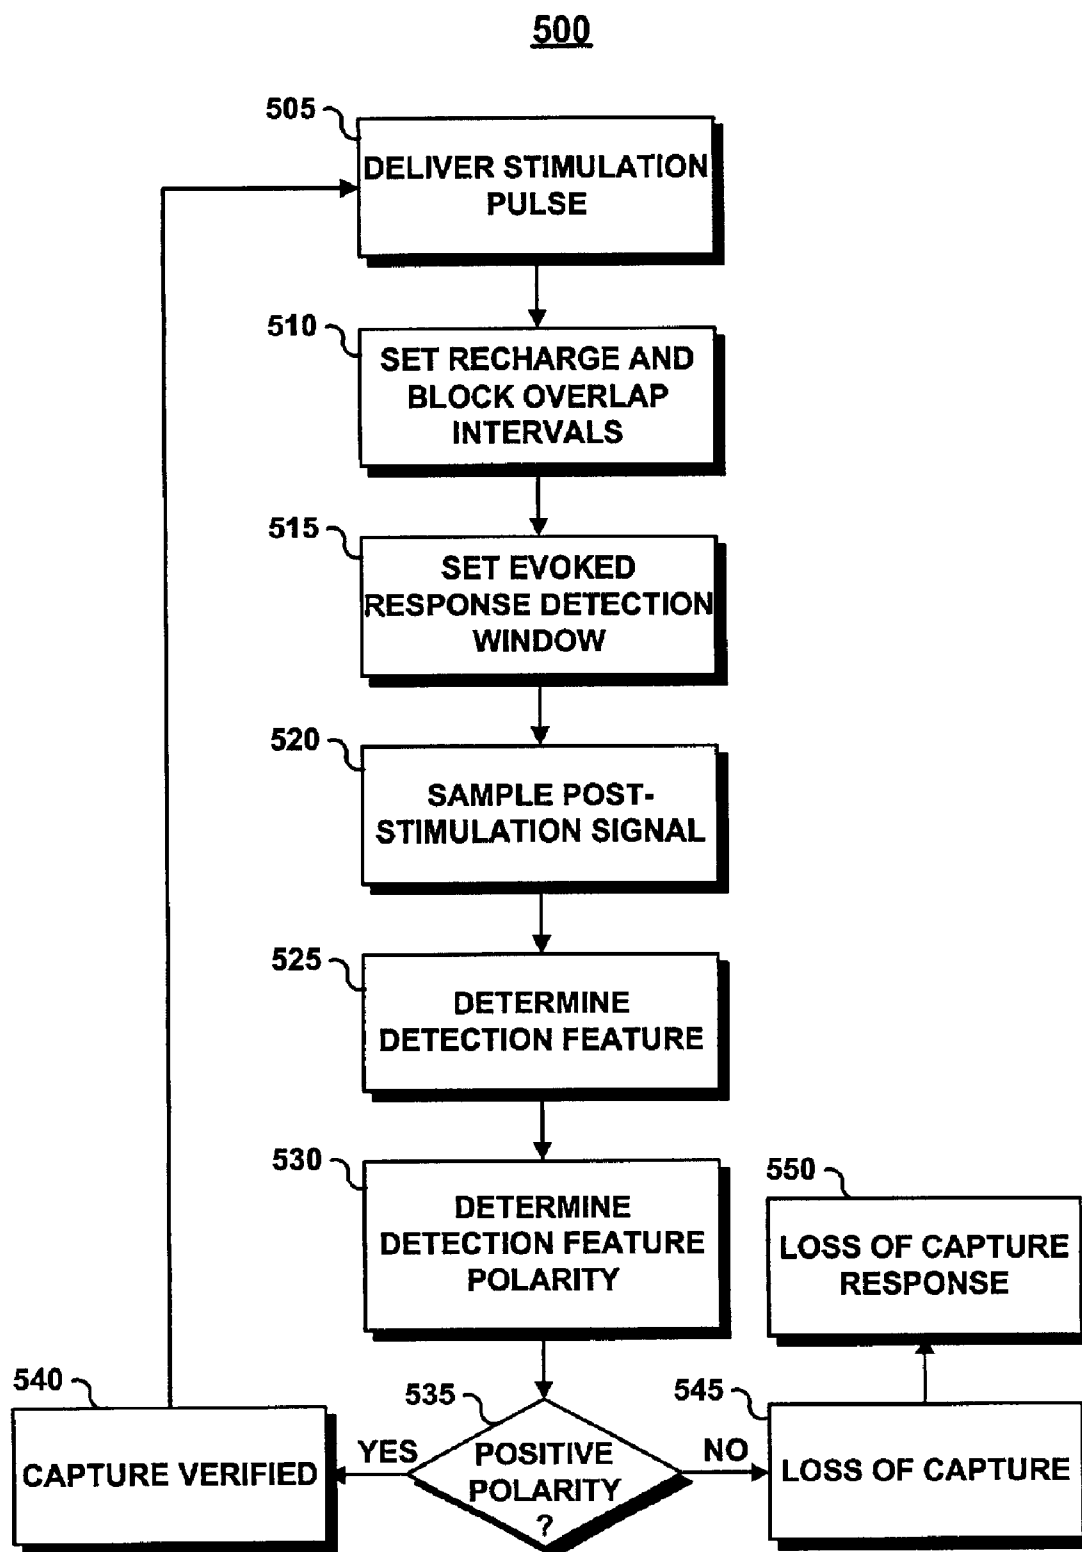 500
505
DELIVER STIMULATION
PULSE
510
SET RECHARGE AND
BLOCK OVERLAP
INTERVALS
515
SET EVOKED
RESPONSE DETECTION
WINDOW
520
SAMPLE POST-
STIMULATION SIGNAL
525
DETERMINE
DETECTION FEATURE
530
DETERMINE
DETECTION FEATURE
POLARITY
550
LOSS OF CAPTURE
RESPONSE
540
CAPTURE VERIFIED
YES
535
POSITIVE
POLARITY
?
NO
545
LOSS OF CAPTURE